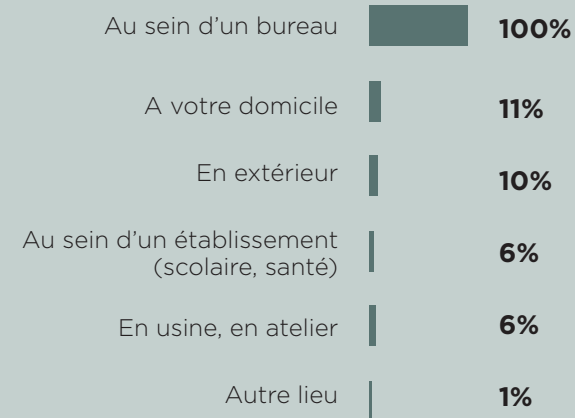 Au sein d'un bureau 100%
A votre domicile 11%
En extérieur 10%
Au sein d'un établissement
(scolaire, santé) 6%
En usine, en atelier 6%
Autre lieu 1%